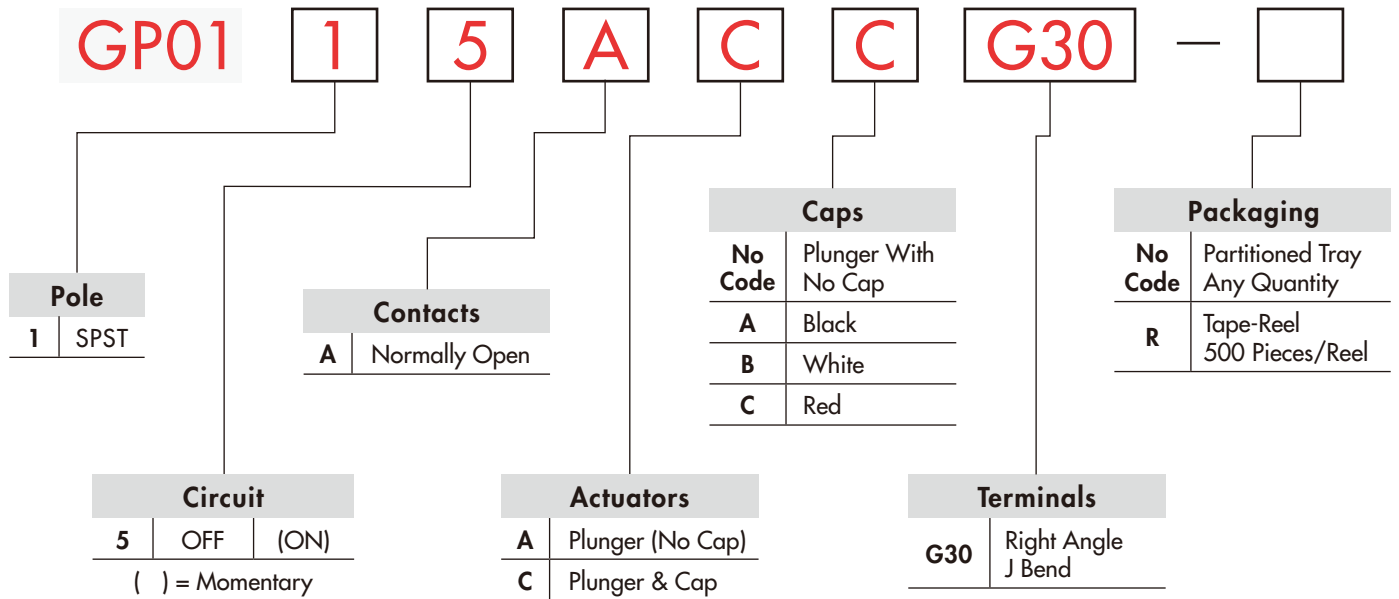 GP01 1 5 A C C G30 —
Pole
1 SPST
Circuit
5 OFF (ON)
( ) = Momentary
Contacts
A Normally Open
Actuators
A Plunger (No Cap)
C Plunger & Cap
Caps
No Plunger With
Code No Cap
A Black
B White
C Red
Terminals
G30 Right Angle
J Bend
Packaging
No Partitioned Tray
Code Any Quantity
R Tape-Reel
500 Pieces/Reel